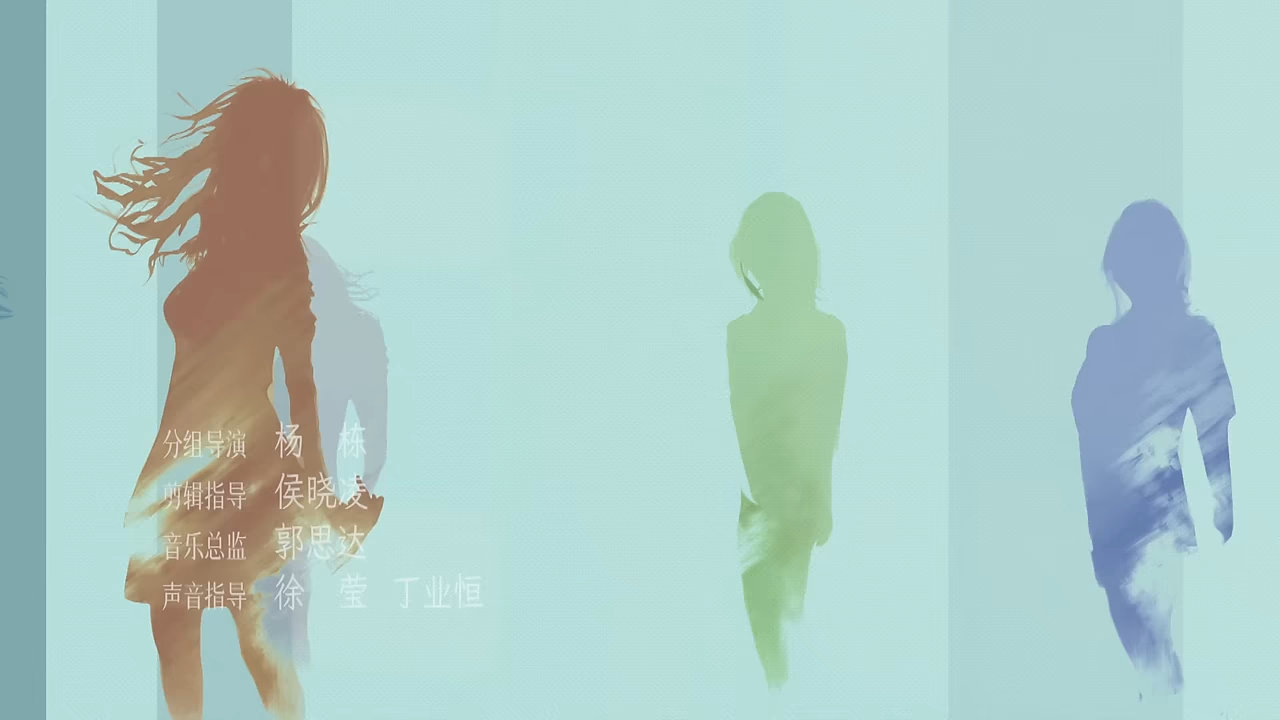 分组导演 杨 栋
剪辑指导 侯晓凌
音乐总监 郭思达
声音指导 徐 莹 丁业恒